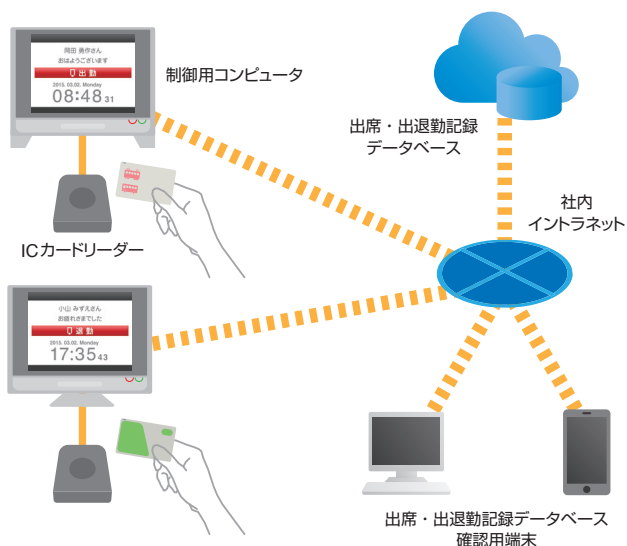 岡田 勇作さん
おはようございます
出 勤
2015. 03.02. Monday
08:48 31
制御用コンピュータ
ICカードリーダー
小山 みずえさん
お疲れさまでした
退 勤
2015. 03.02. Monday
17:35 43
出席・出退勤記録
データベース
社内
イントラネット
出席・出退勤記録データベース
確認用端末